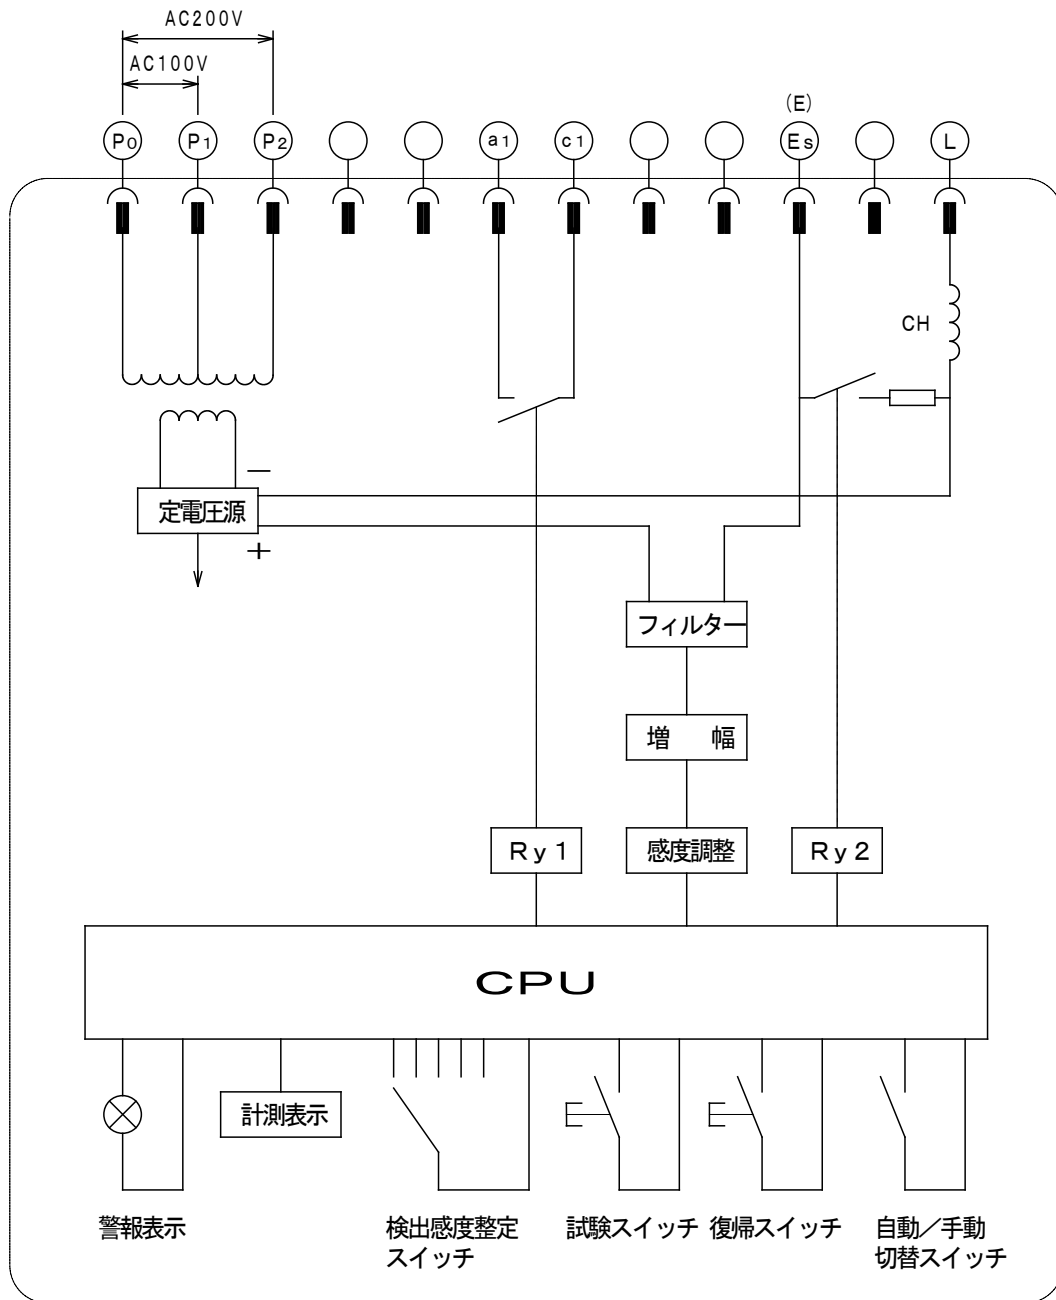 AC200V
AC100V
(E)
P0 P1 P2 a1 c1 Es L
CH
−
定電圧源
+
フィルター
増 幅
Ry1 感度調整 Ry2
CPU
計測表示
警報表示 検出感度整定 試験スイッチ 復帰スイッチ 自動/手動
スイッチ 切替スイッチ